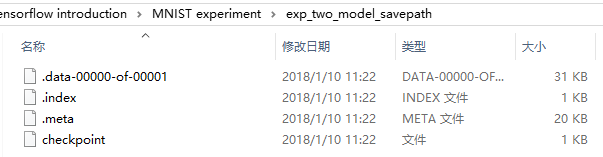 ensorflow introduction > MNIST experiment > exp_two_model_savepath
名称 修改日期 类型 大小
.data-00000-of-00001 2018/1/10 11:22 DATA-00000-OF... 31 KB
.index 2018/1/10 11:22 INDEX 文件 1 KB
.meta 2018/1/10 11:22 META 文件 20 KB
checkpoint 2018/1/10 11:22 文件 1 KB